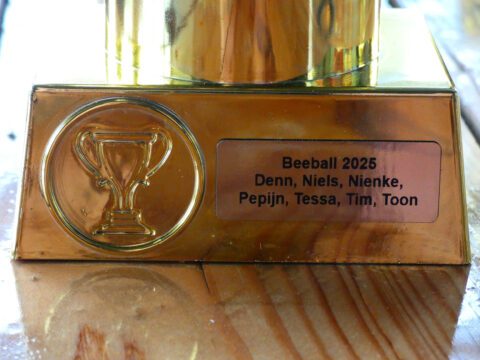 Beeball 2025
Denn, Niels, Nienke,
Pepijn, Tessa, Tim, Toon